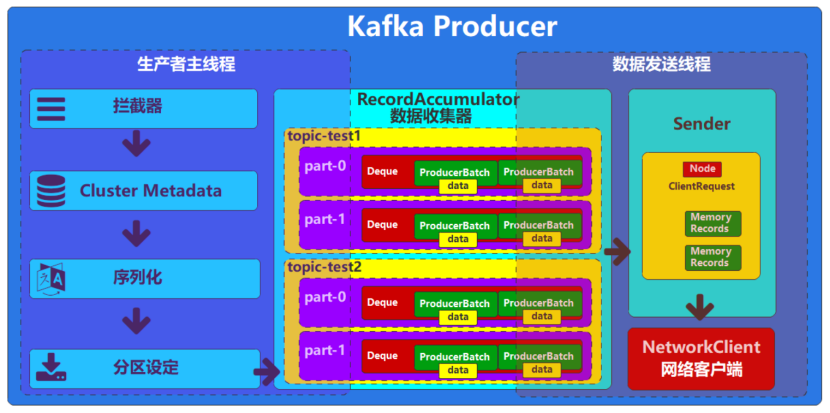 Kafka Producer
生产者主线程
拦截器
Cluster Metadata
序列化
分区设定
RecordAccumulator
数据收集器
topic-test1
part-0
Deque
ProducerBatch
data
ProducerBatch
data
part-1
Deque
ProducerBatch
data
ProducerBatch
data
topic-test2
part-0
Deque
ProducerBatch
data
ProducerBatch
data
part-1
Deque
ProducerBatch
data
ProducerBatch
data
数据发送线程
Sender
Node
ClientRequest
Memory
Records
Memory
Records
NetworkClient
网络客户端